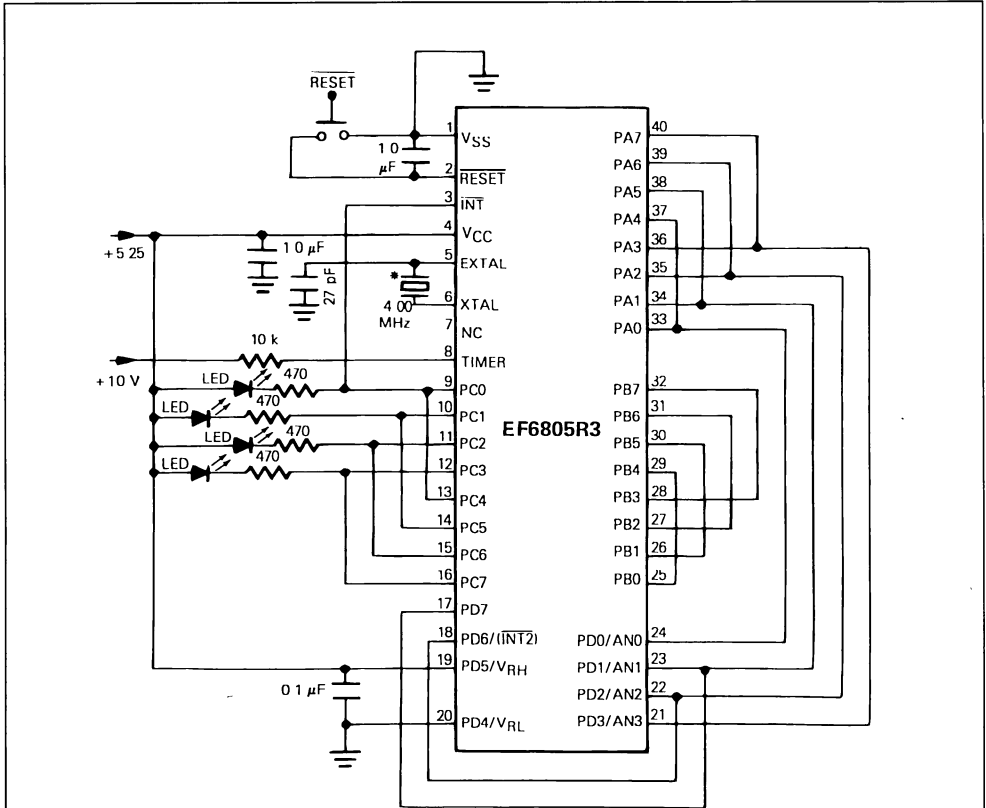 RESET
1 0
µF
1 VSS
2 RESET
3 INT
4 VCC
5 EXTAL
6 XTAL
7 NC
8 TIMER
9 PC0
10 PC1
11 PC2
12 PC3
13 PC4
14 PC5
15 PC6
16 PC7
17 PD7
18 PD6/(INT2)
19 PD5/VRH
20 PD4/VRL
+5 25
1 0 µF
27 pF
*
4 00
MHz
10 k
+10 V
LED
470
LED
470
LED
470
LED
470
0 1 µF
EF6805R3
PA7 40
PA6 39
PA5 38
PA4 37
PA3 36
PA2 35
PA1 34
PA0 33
PB7 32
PB6 31
PB5 30
PB4 29
PB3 28
PB2 27
PB1 26
PB0 25
PD0/AN0 24
PD1/AN1 23
PD2/AN2 22
PD3/AN3 21